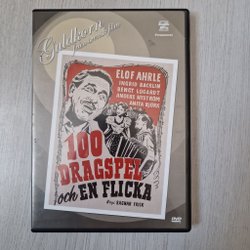 Guldkorn
ELOF AHRLE
INGRID BACKLIN
BENGT LOGARDT
ANDERS NYSTRÖM
ANITA BJÖRK
100
DRAGSPEL
och EN FLICKA
Regi RAGNAR FRISK
DVD